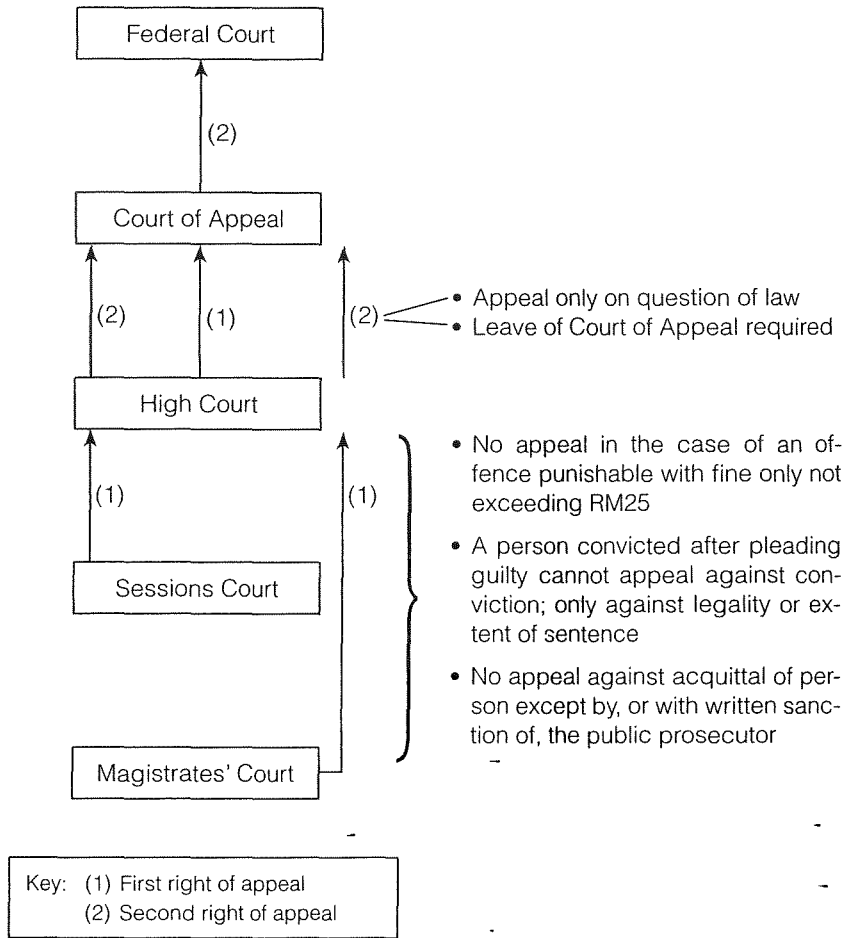 Federal Court
(2)
Court of Appeal
(2)
(1)
(2)
• Appeal only on question of law
• Leave of Court of Appeal required
High Court
(1)
(1)
• No appeal in the case of an of-
fence punishable with fine only not
exceeding RM25
• A person convicted after pleading
guilty cannot appeal against con-
viction; only against legality or ex-
tent of sentence
• No appeal against acquittal of per-
son except by, or with written sanc-
tion of, the public prosecutor
Sessions Court
Magistrates' Court
Key: (1) First right of appeal
(2) Second right of appeal